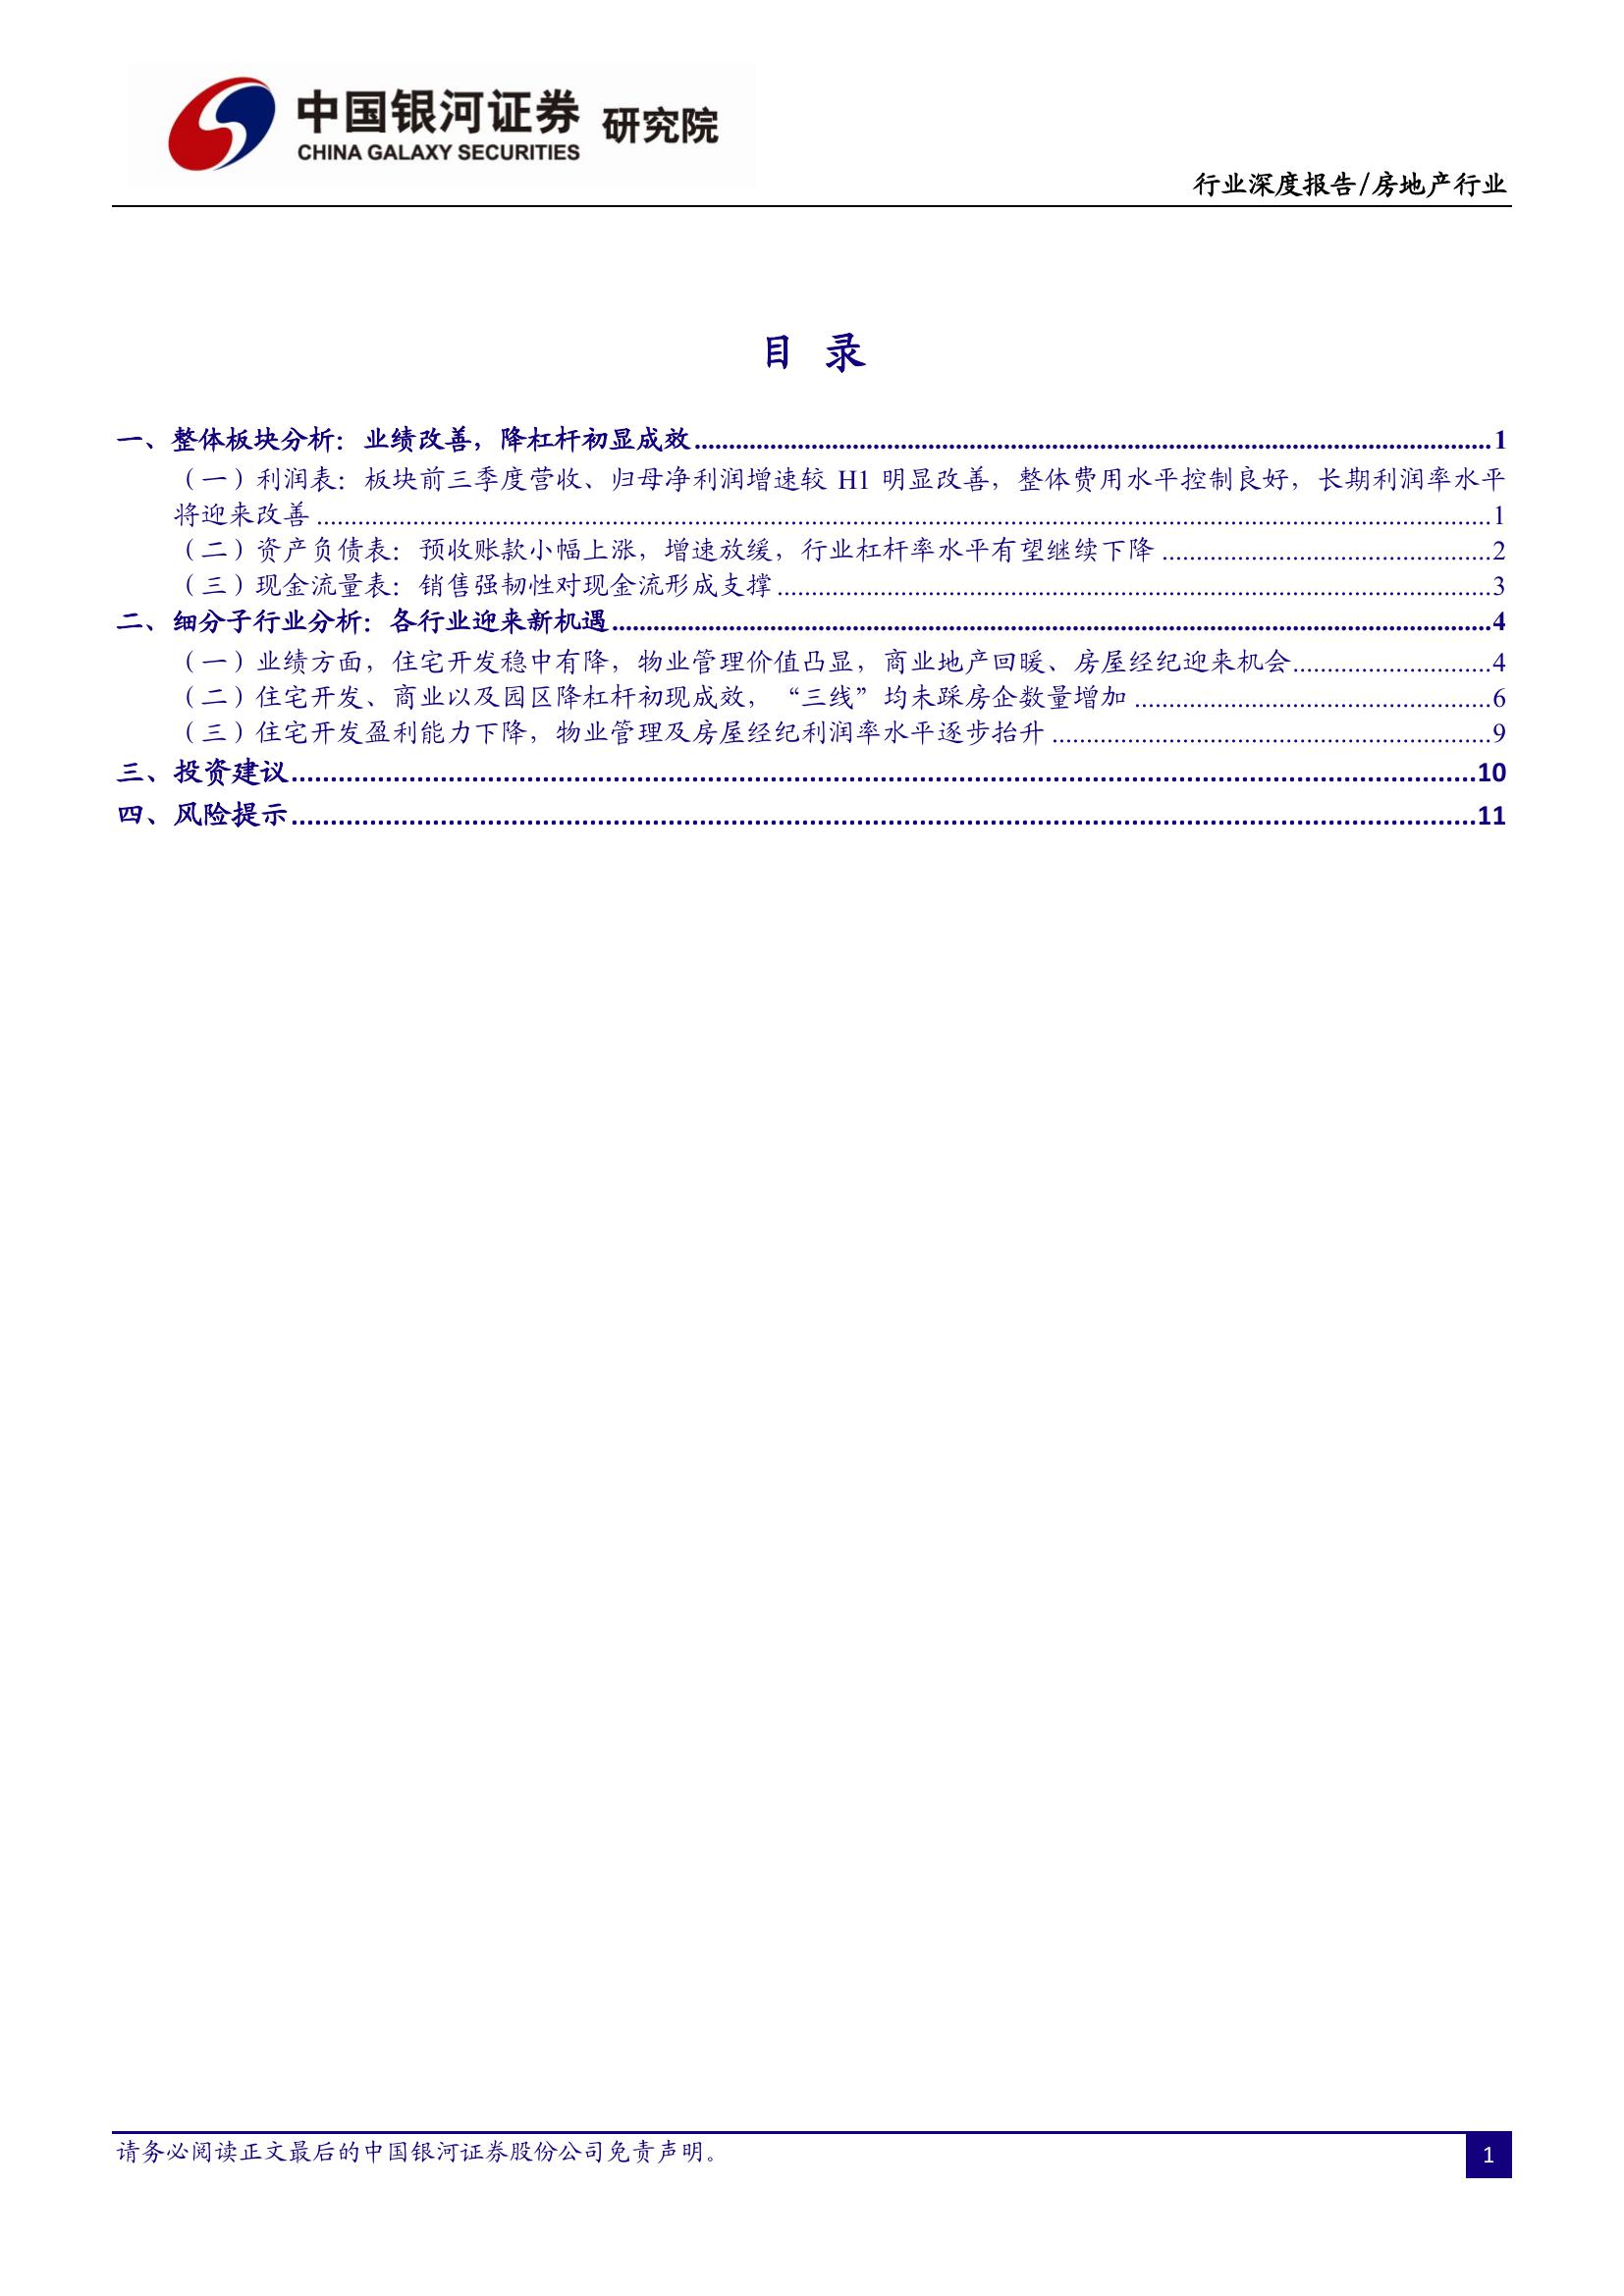 中国银河证券 研究院
CHINA GALAXY SECURITIES
行业深度报告/房地产行业
目 录
一、整体板块分析：业绩改善，降杠杆初显成效........................1
（一）利润表：板块前三季度营收、归母净利润增速较 H1 明显改善，整体费用水平控制良好，长期利润率水平
将迎来改善........................1
（二）资产负债表：预收账款小幅上涨，增速放缓，行业杠杆率水平有望继续下降........................2
（三）现金流量表：销售强韧性对现金流形成支撑........................3
二、细分子行业分析：各行业迎来新机遇........................4
（一）业绩方面，住宅开发稳中有降，物业管理价值凸显，商业地产回暖、房屋经纪迎来机会........................4
（二）住宅开发、商业以及园区降杠杆初现成效，“三线”均未踩房企数量增加........................6
（三）住宅开发盈利能力下降，物业管理及房屋经纪利润率水平逐步抬升........................9
三、投资建议........................10
四、风险提示........................11
请务必阅读正文最后的中国银河证券股份公司免责声明。
1